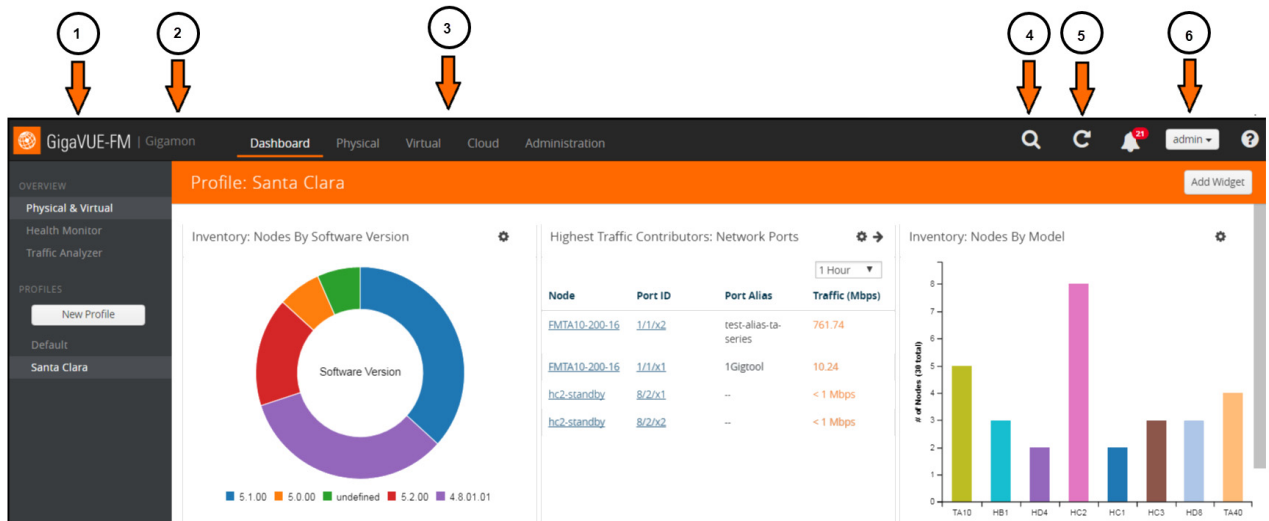 1 2 3 4 5 6
GigaVUE-FM | Gigamon Dashboard Physical Virtual Cloud Administration 21 admin ?
OVERVIEW
Physical & Virtual
Health Monitor
Traffic Analyzer
PROFILES
New Profile
Default
Santa Clara
Profile: Santa Clara Add Widget
Inventory: Nodes By Software Version
Software Version
5.1.00 5.0.00 undefined 5.2.00 4.8.01.01
Highest Traffic Contributors: Network Ports
1 Hour
Node Port ID Port Alias Traffic (Mbps)
FMTA10-200-16 1/1/x2 test-alias-ta-
series 761.74
FMTA10-200-16 1/1/x1 1Gigtool 10.24
hc2-standby 8/2/x1 -- < 1 Mbps
hc2-standby 8/2/x2 -- < 1 Mbps
Inventory: Nodes By Model
# of Nodes (30 total)
8
7
6
5
4
3
2
1
0
TA10 HB1 HD4 HC2 HC1 HC3 HD8 TA40